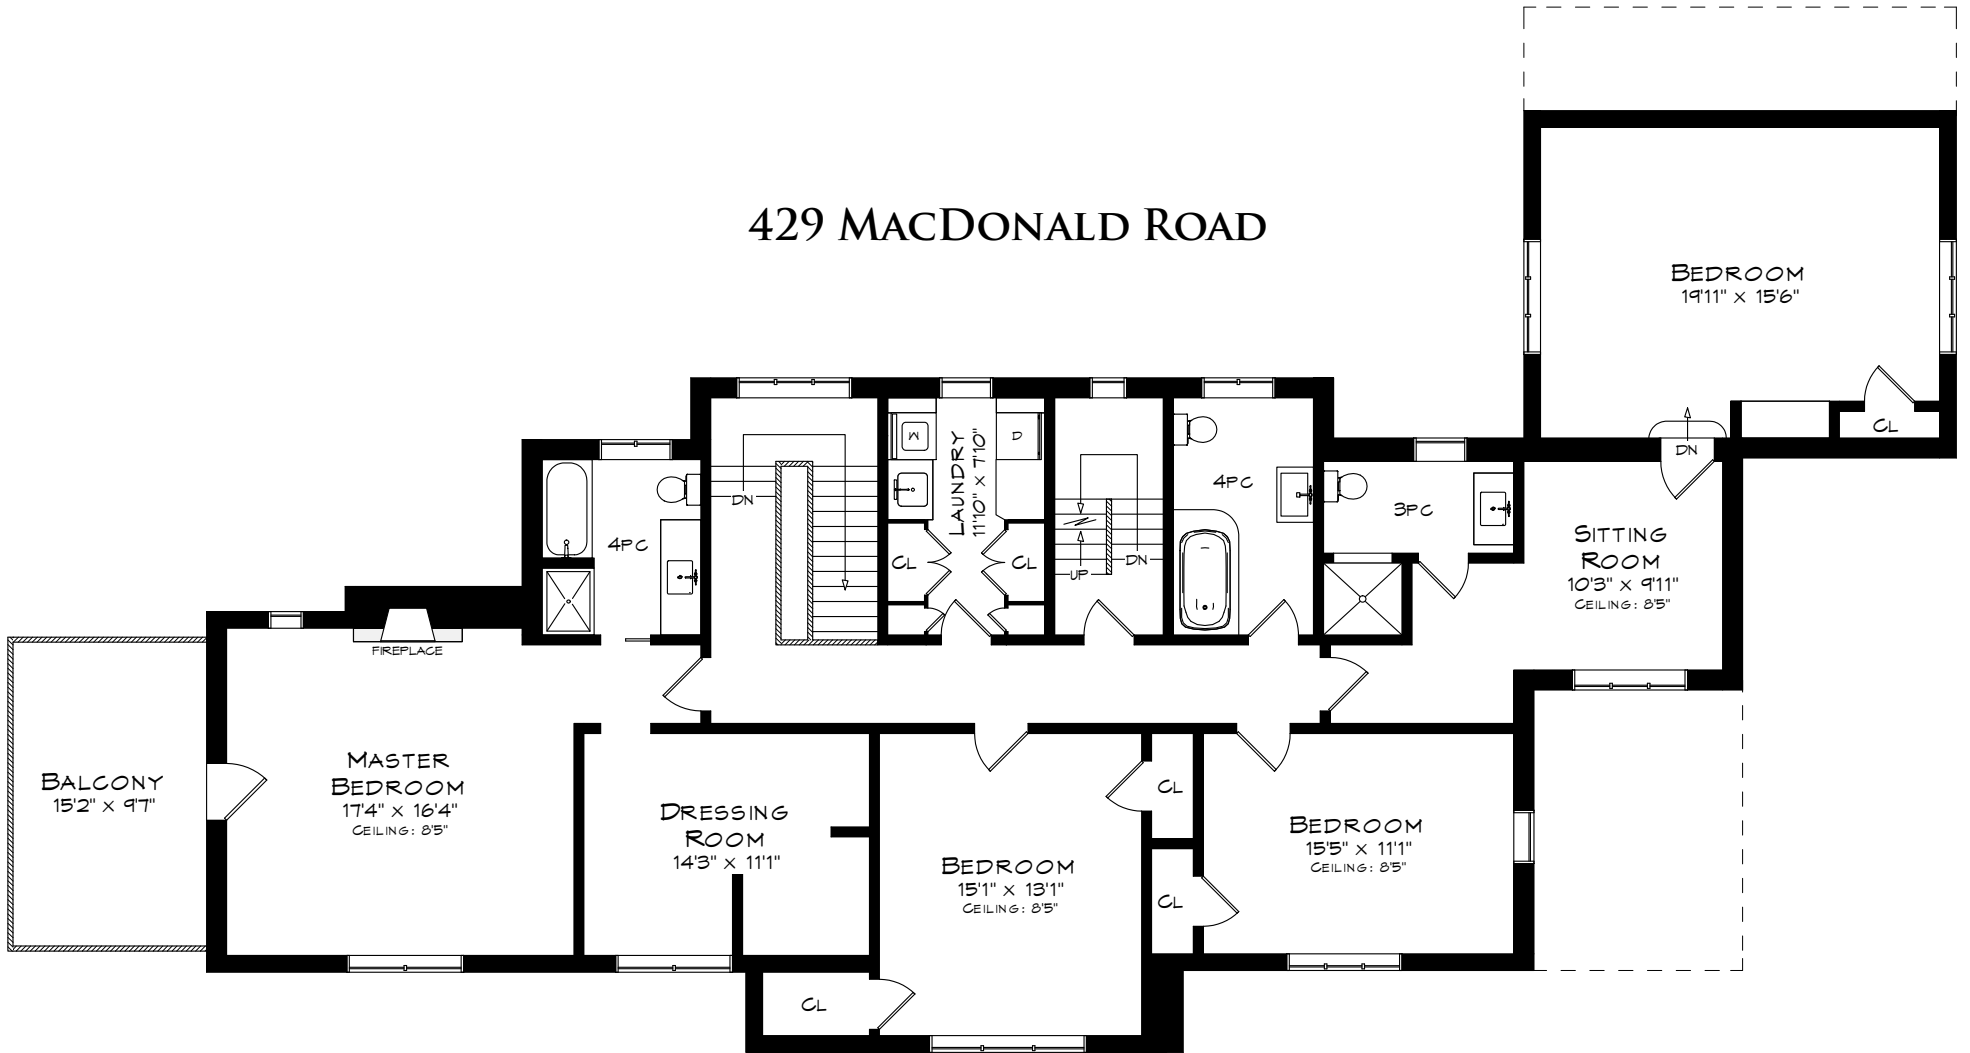 429 MacDonald Road
Bedroom
19'11" x 15'6"
CL
DN
Sitting
Room
10'3" x 9'11"
Ceiling: 8'5"
3PC
4PC
UP
DN
Laundry
11'10" x 7'10"
W
D
CL
CL
DN
4PC
Fireplace
Balcony
15'2" x 9'7"
Master
Bedroom
17'4" x 16'4"
Ceiling: 8'5"
Dressing
Room
14'3" x 11'1"
Bedroom
15'1" x 13'1"
Ceiling: 8'5"
CL
CL
CL
Bedroom
15'5" x 11'1"
Ceiling: 8'5"